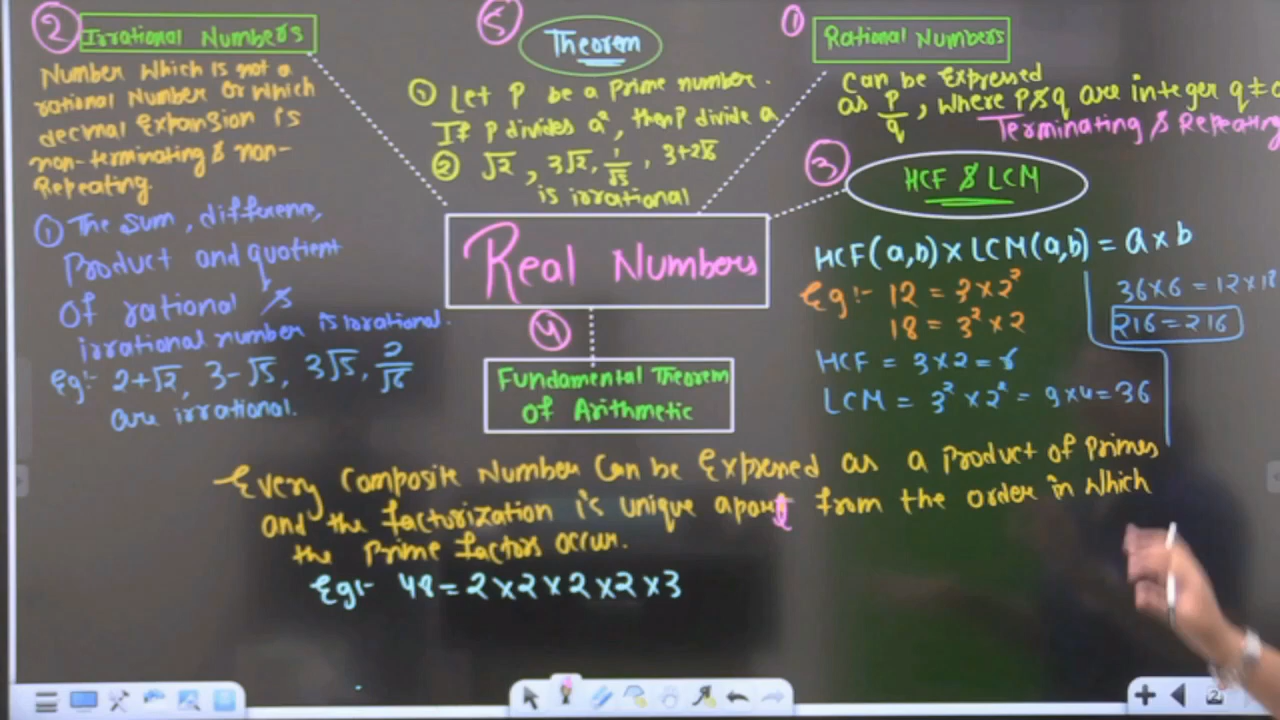 ② Irrational Numbers
Number which is not a
rational Number or which
decimal Expansion is
non-terminating & non-
Repeating.
① The sum, difference,
Product and quotient
of rational &
irrational number is irrational.
Eg:- 2+√2, 3-√5, 3√5, 2/√6
are irrational.
⑤ Theorem
① Let P be a Prime number.
If P divides a², then P divide a
② √2, 3√2, 1/√5, 3+2√
is irrational
① Rational Numbers
Can be Expressed
as P/q, where P & q are integer q ≠ 0
Terminating & Repeating
③ HCF & LCM
HCF(a,b) × LCM(a,b) = a × b
Eg:- 12 = 3 × 2²
18 = 3² × 2
HCF = 3 × 2 = 6
LCM = 3² × 2² = 9 × 4 = 36
36×6 = 12×18
216 = 216
Real Numbers
④
Fundamental Theorem
of Arithmetic
Every Composite Number Can be Expressed as a Product of Primes
and the factorization is unique apart from the order in which
the Prime factors occur.
Eg:- 48 = 2 × 2 × 2 × 2 × 3
2